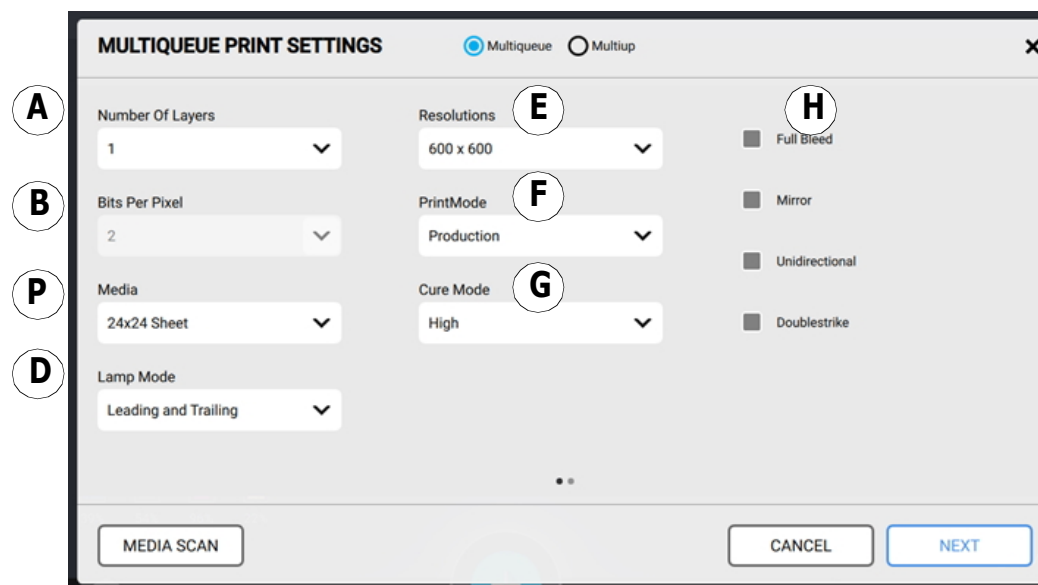 MULTIQUEUE PRINT SETTINGS Multiqueue Multiup
A Number Of Layers
1
B Bits Per Pixel
2
P Media
24x24 Sheet
D Lamp Mode
Leading and Trailing
Resolutions E
600 x 600
PrintMode F
Production
Cure Mode G
High
H
Full Bleed
Mirror
Unidirectional
Doublestrike
MEDIA SCAN CANCEL NEXT